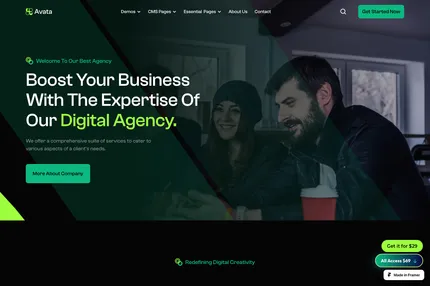 Avata
Demos CMS Pages Essential Pages About Us Contact
Get Started Now
Welcome To Our Best Agency
Boost Your Business
With The Expertise Of
Our Digital Agency.
We offer a comprehensive suite of services to cater to
various aspects of a client's needs.
More About Company
Get it for $29
All Access $69
Made in Framer
Redefining Digital Creativity